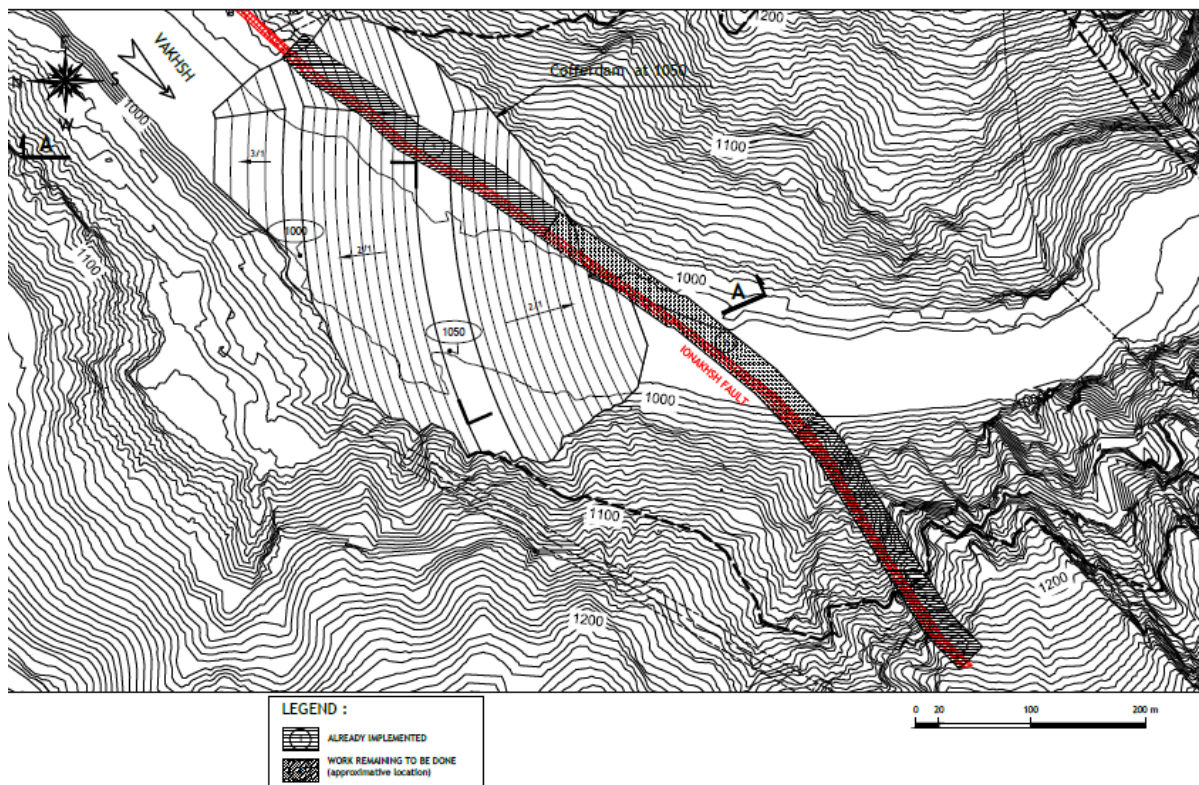 1200
VAKHSH
Cofferdam at 1050
S
W
1000
A
1100
1100
3/1
1000
2/1
1000
A
2/1
1050
1100
IONAKHSH FAULT
1000
1100
1200
1200
LEGEND :
ALREADY IMPLEMENTED
WORK REMAINING TO BE DONE
(approximative location)
0 20 100 200 m